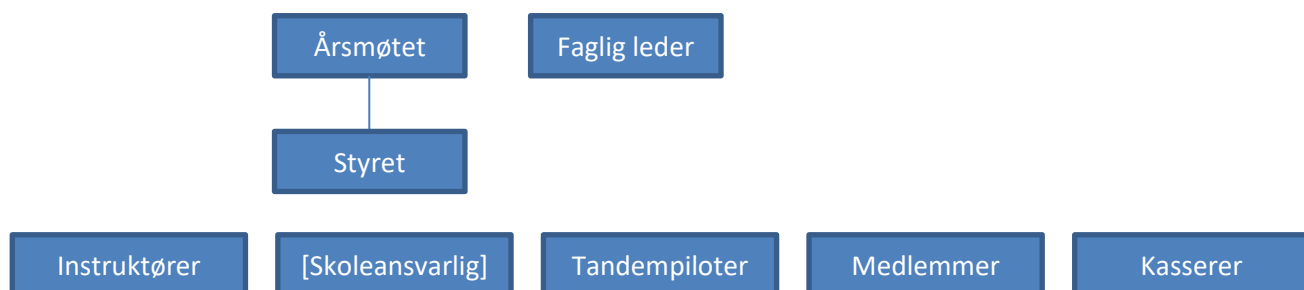 Årsmøtet
Faglig leder
Styret
Instruktører
[Skoleansvarlig]
Tandempiloter
Medlemmer
Kasserer